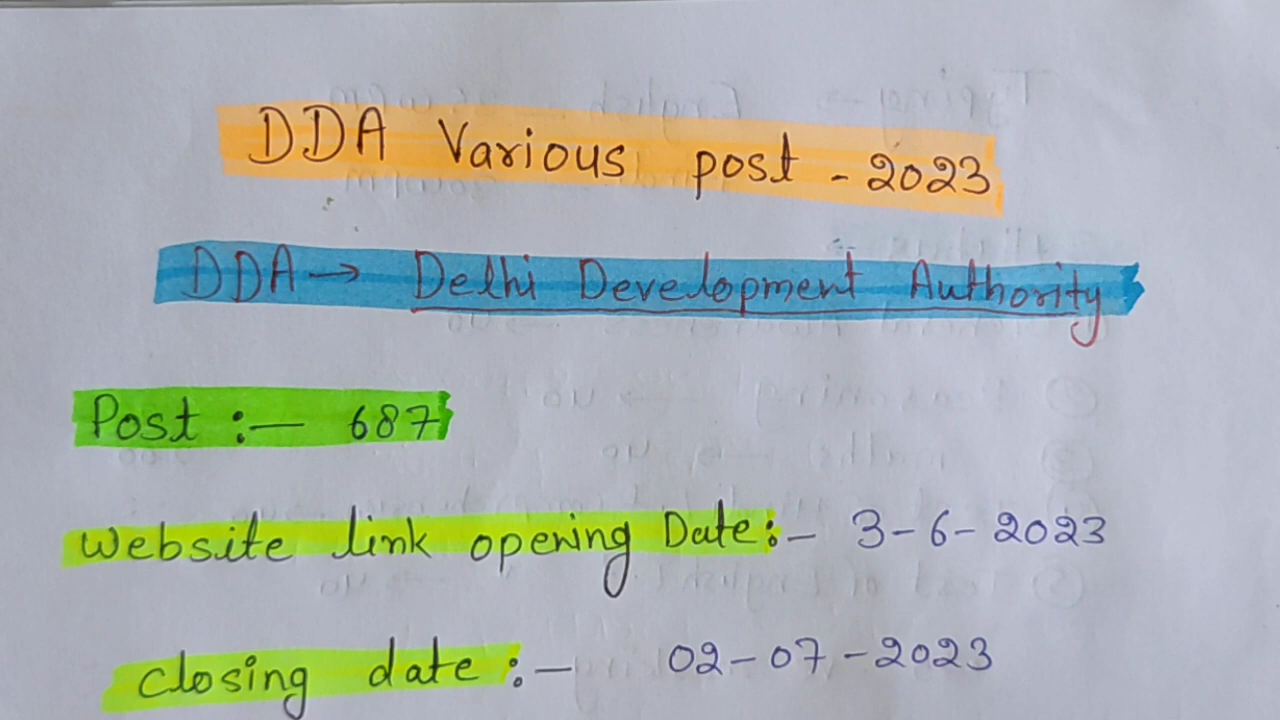 DDA Various post - 2023
DDA → Delhi Development Authority
Post :- 687
Website link opening Date:- 3-6-2023
closing date :- 02-07-2023